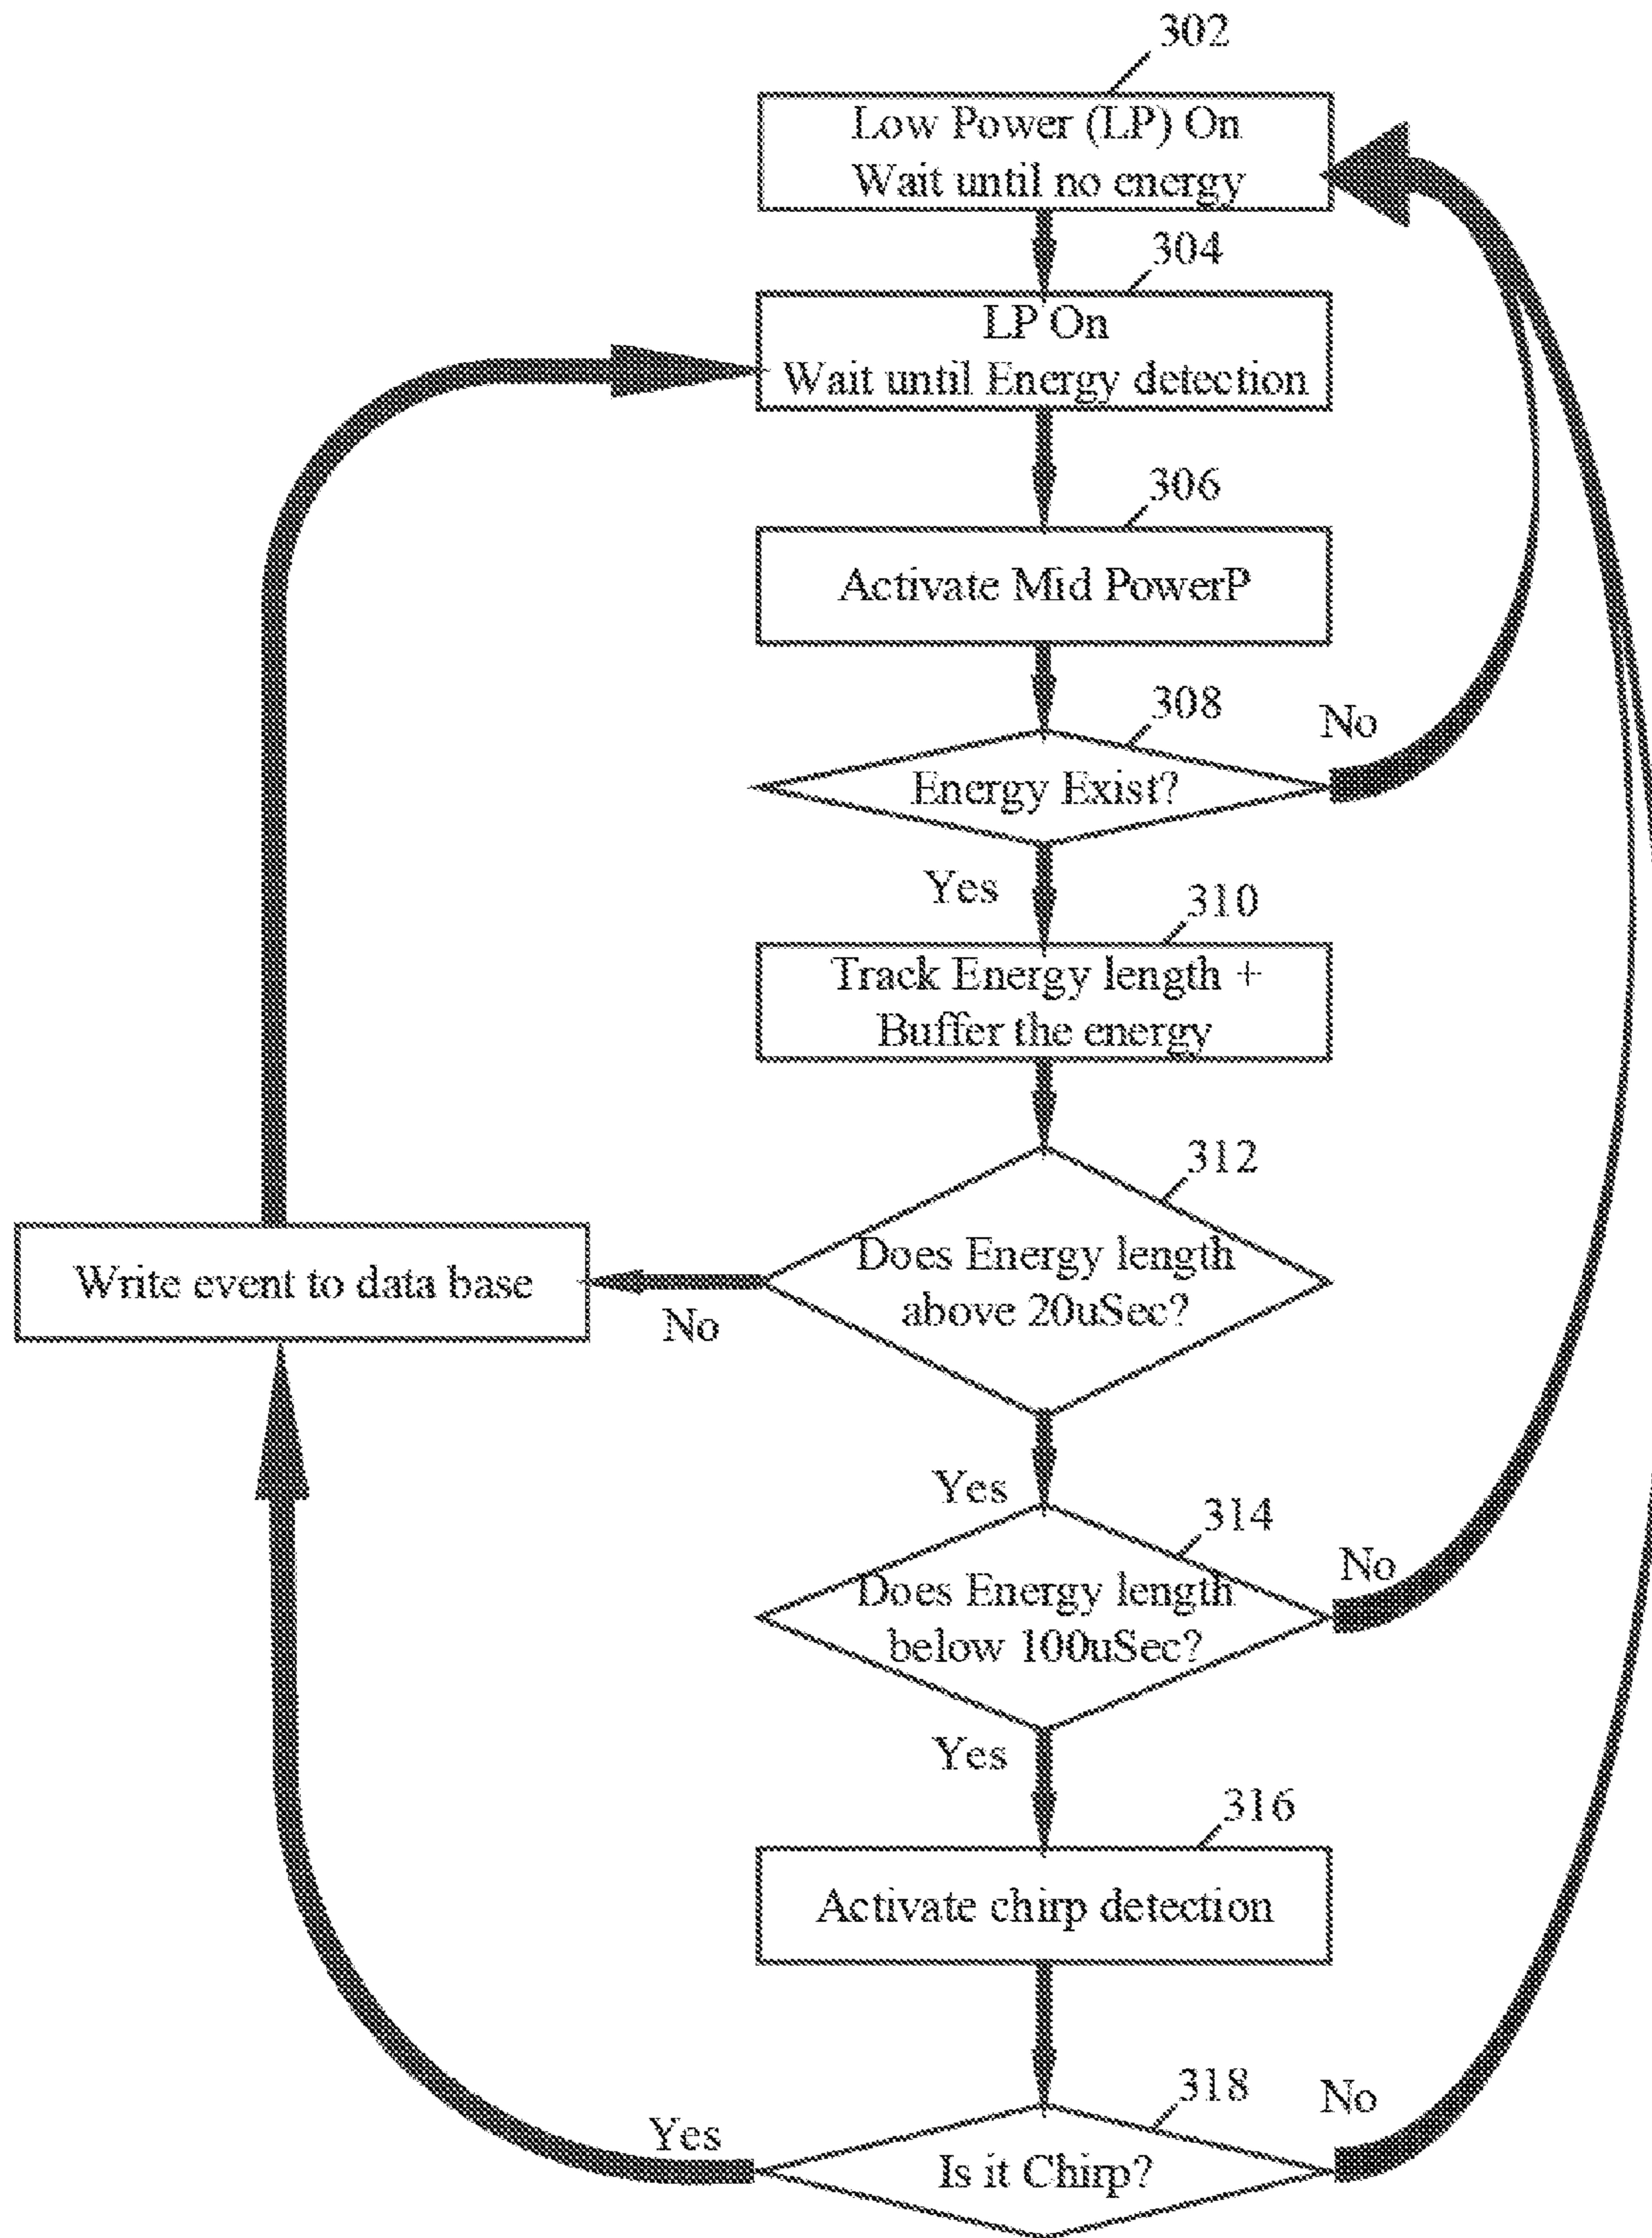 302
Low Power (LP) On
Wait until no energy
304
LP On
Wait until Energy detection
306
Activate Mid PowerP
308
No
Energy Exist?
Yes
310
Track Energy length +
Buffer the energy
312
Does Energy length
above 20uSec?
Write event to data base
No
Yes
314
No
Does Energy length
below 100uSec?
Yes
316
Activate chirp detection
318
No
Yes
Is it Chirp?